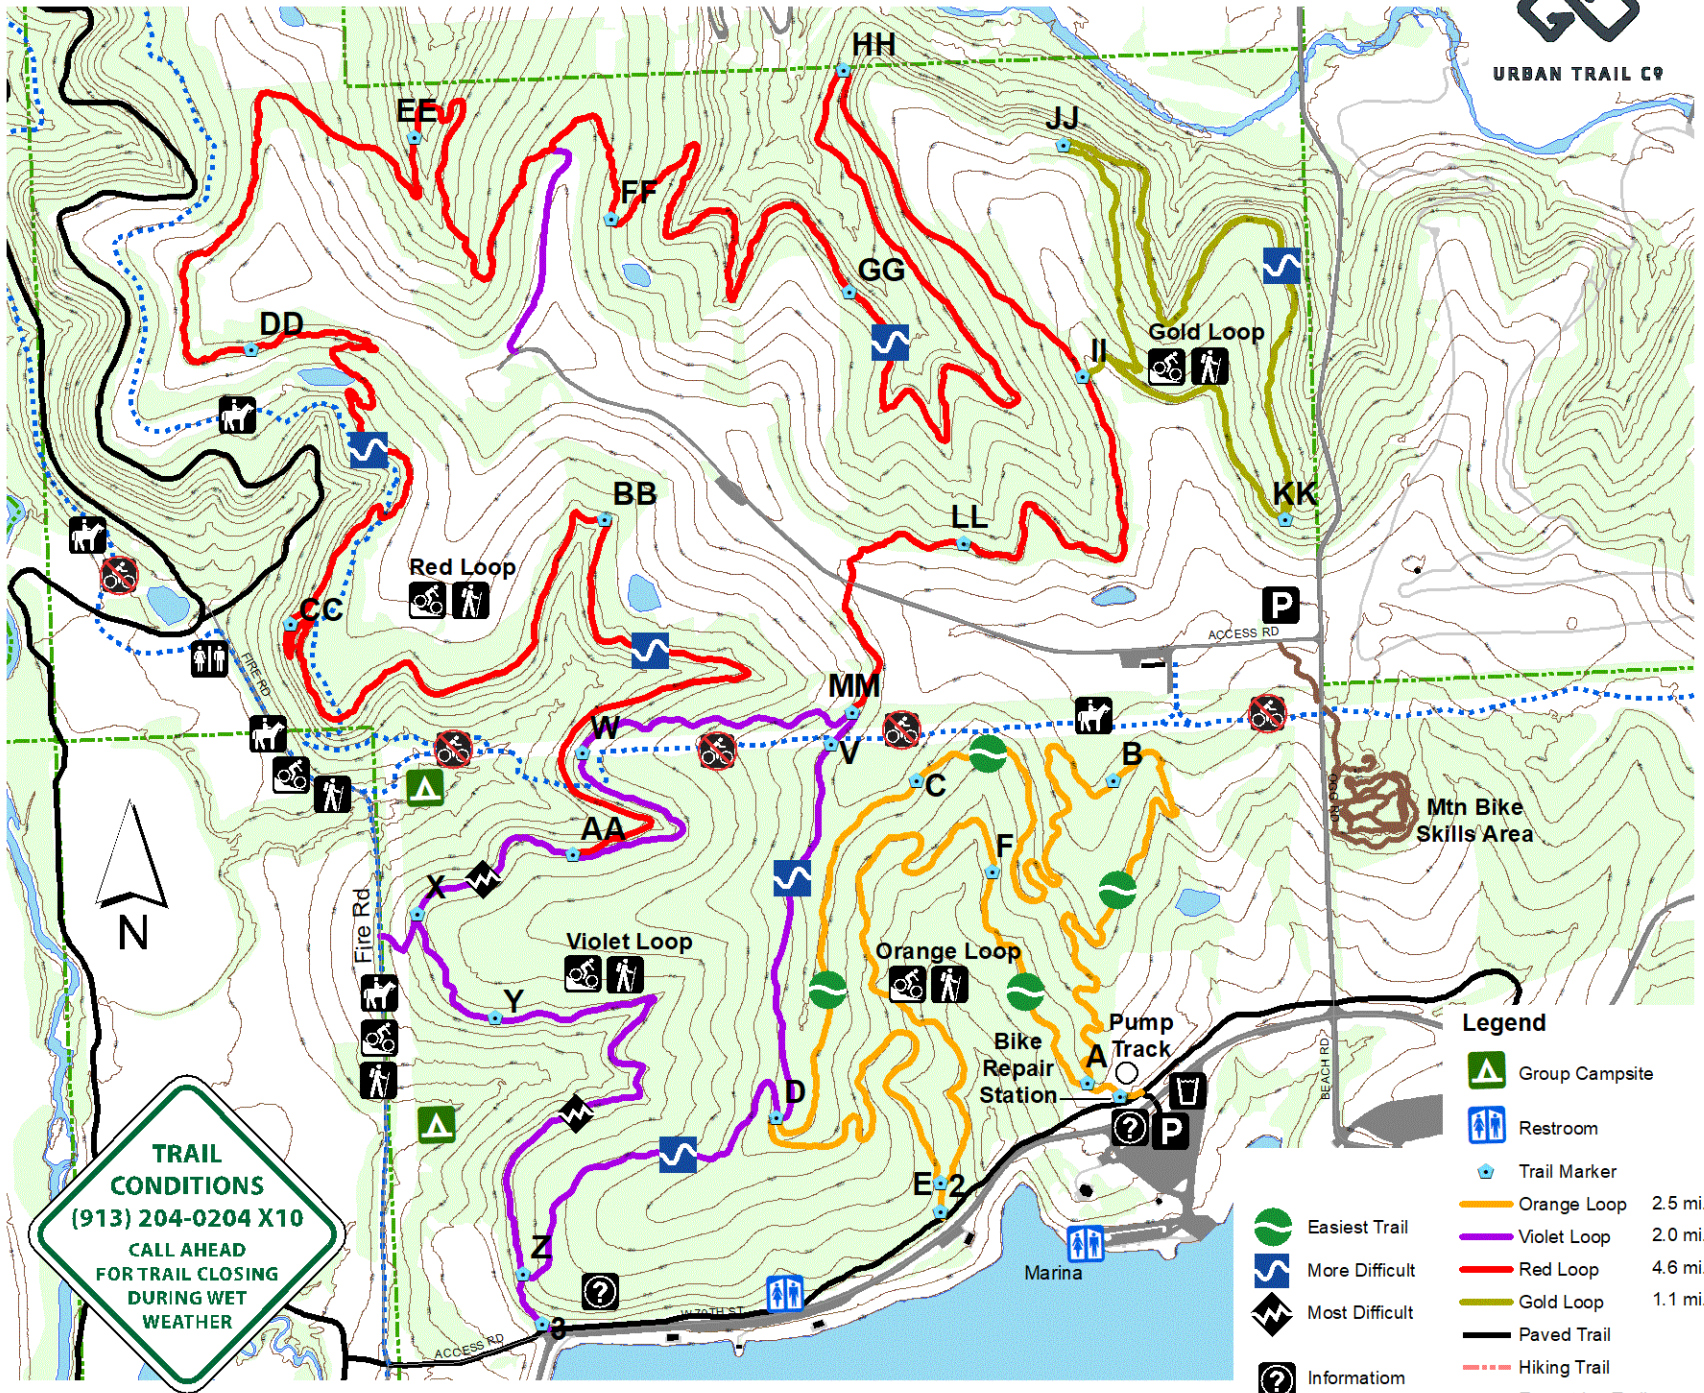 URBAN TRAIL CO
HH
EE
JJ
FF
GG
DD
Gold Loop
II
BB
KK
LL
Red Loop
CC
ACCESS RD
FIRE RD
MM
W
V
B
C
OGG RD
Mtn Bike
Skills Area
AA
F
X
Fire Rd
N
Violet Loop
Orange Loop
Y
Pump
Track
Bike
Repair
Station
A
BEACH RD
D
E
2
Z
3
W 79TH ST
ACCESS RD
Marina
P
P
?
?
TRAIL
CONDITIONS
(913) 204-0204 X10
CALL AHEAD
FOR TRAIL CLOSING
DURING WET
WEATHER
Easiest Trail
More Difficult
Most Difficult
? Informatiom
Legend
Group Campsite
Restroom
Trail Marker
Orange Loop 2.5 mi.
Violet Loop 2.0 mi.
Red Loop 4.6 mi.
Gold Loop 1.1 mi.
Paved Trail
Hiking Trail